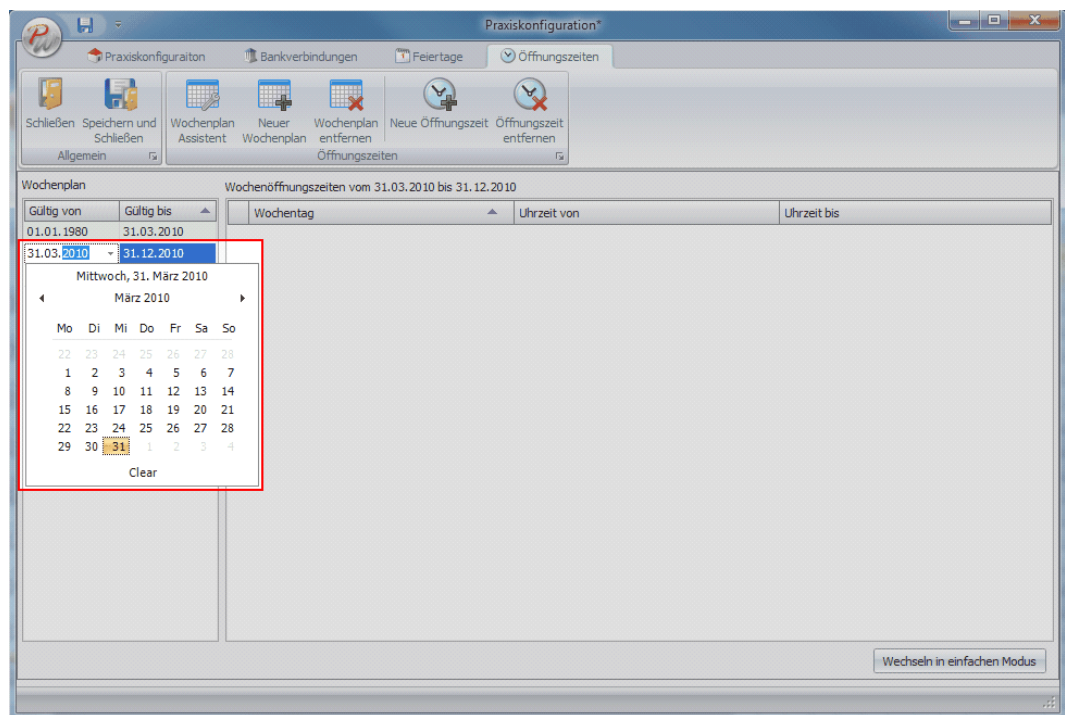 Praxiskonfiguration*
PW
Praxiskonfiguraiton Bankverbindungen Feiertage Öffnungszeiten
Schließen Speichern und Schließen Wochenplan Assistent Neuer Wochenplan Wochenplan entfernen Neue Öffnungszeit Öffnungszeit entfernen
Allgemein Öffnungszeiten
Wochenplan Wochenöffnungszeiten vom 31.03.2010 bis 31.12.2010
Gültig von Gültig bis Wochentag Uhrzeit von Uhrzeit bis
01.01.1980 31.03.2010
31.03.2010 31.12.2010
Mittwoch, 31. März 2010
März 2010
Mo Di Mi Do Fr Sa So
22 23 24 25 26 27 28
1 2 3 4 5 6 7
8 9 10 11 12 13 14
15 16 17 18 19 20 21
22 23 24 25 26 27 28
29 30 31 1 2 3 4
Clear
Wechseln in einfachen Modus